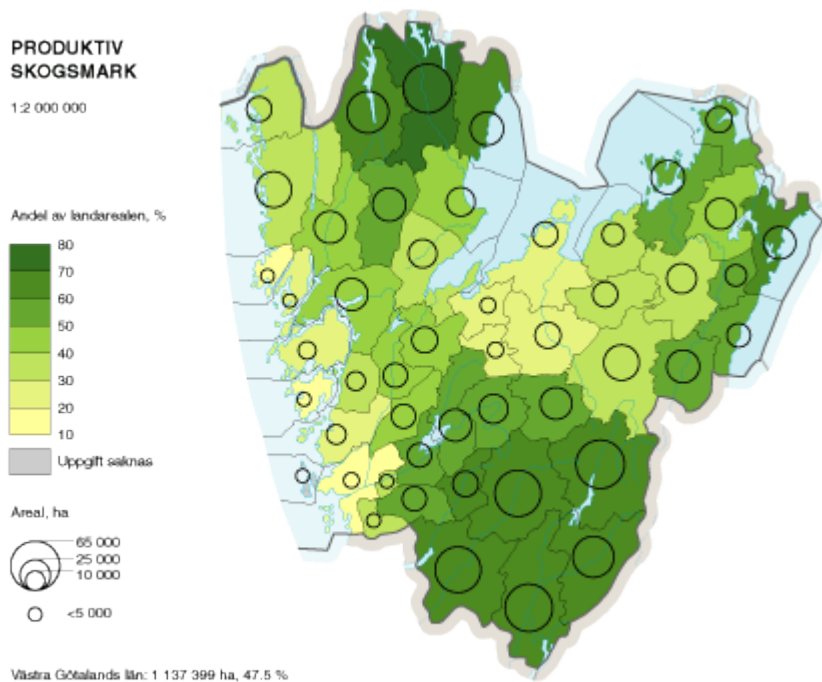 PRODUKTIV
SKOGSMARK
1:2 000 000
Andel av landarealen, %
80
70
60
50
40
30
20
10
Uppgift saknas
Areal, ha
65 000
25 000
10 000
<5 000
Västra Götalands län: 1 137 399 ha, 47.5 %